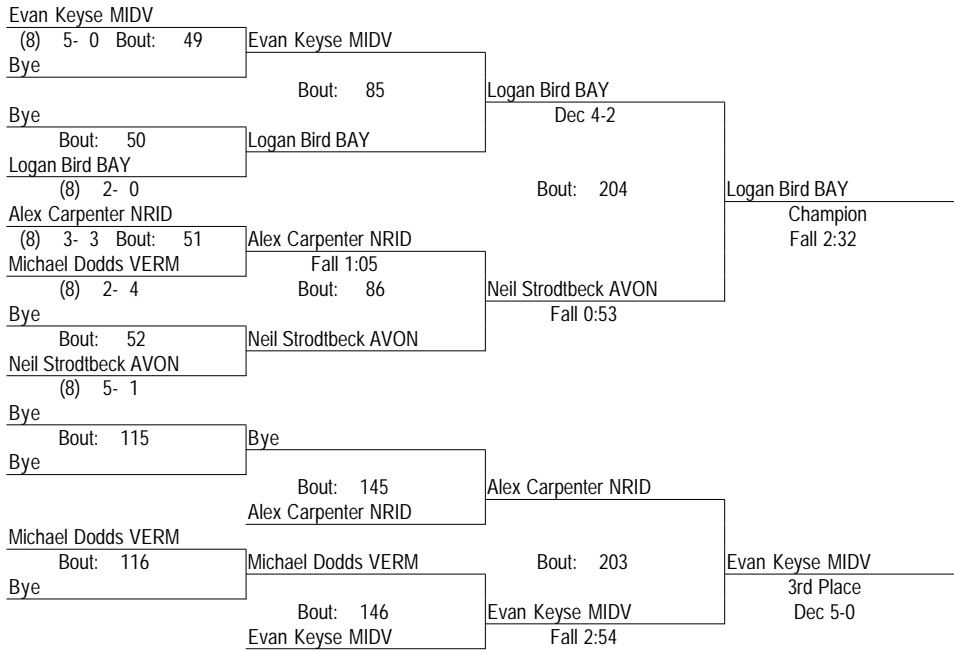 Evan Keyse MIDV
(8) 5- 0 Bout: 49 Evan Keyse MIDV
Bye
Bout: 85 Logan Bird BAY
Bye Dec 4-2
Bout: 50 Logan Bird BAY
Logan Bird BAY
(8) 2- 0 Bout: 204 Logan Bird BAY
Alex Carpenter NRID Champion
(8) 3- 3 Bout: 51 Alex Carpenter NRID Fall 2:32
Michael Dodds VERM Fall 1:05
(8) 2- 4 Bout: 86 Neil Strodtbeck AVON
Bye Fall 0:53
Bout: 52 Neil Strodtbeck AVON
Neil Strodtbeck AVON
(8) 5- 1
Bye
Bout: 115 Bye
Bye
Bout: 145 Alex Carpenter NRID
Alex Carpenter NRID
Michael Dodds VERM
Bout: 116 Michael Dodds VERM Bout: 203 Evan Keyse MIDV
Bye 3rd Place
Bout: 146 Evan Keyse MIDV Dec 5-0
Evan Keyse MIDV Fall 2:54